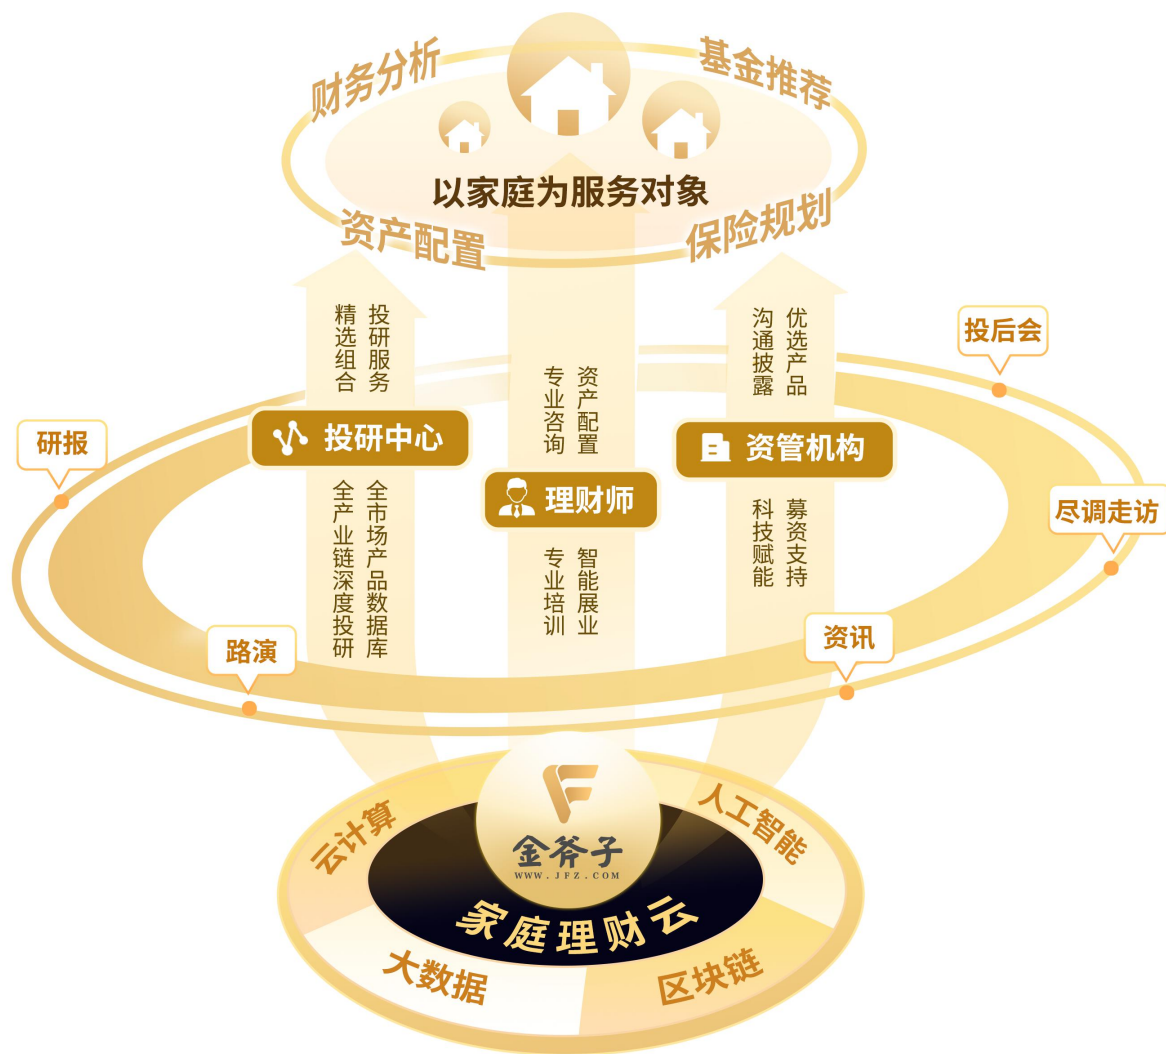 财务分析
基金推荐
以家庭为服务对象
资产配置
保险规划
投研服务
精选组合
资产配置
专业咨询
优选产品
沟通披露
投后会
研报
投研中心
理财师
资管机构
尽调走访
全市场产品数据库
全产业链深度投研
智能展业
专业培训
募资支持
科技赋能
路演
资讯
云计算
人工智能
金斧子
WWW.JFZ.COM
家庭理财云
大数据
区块链